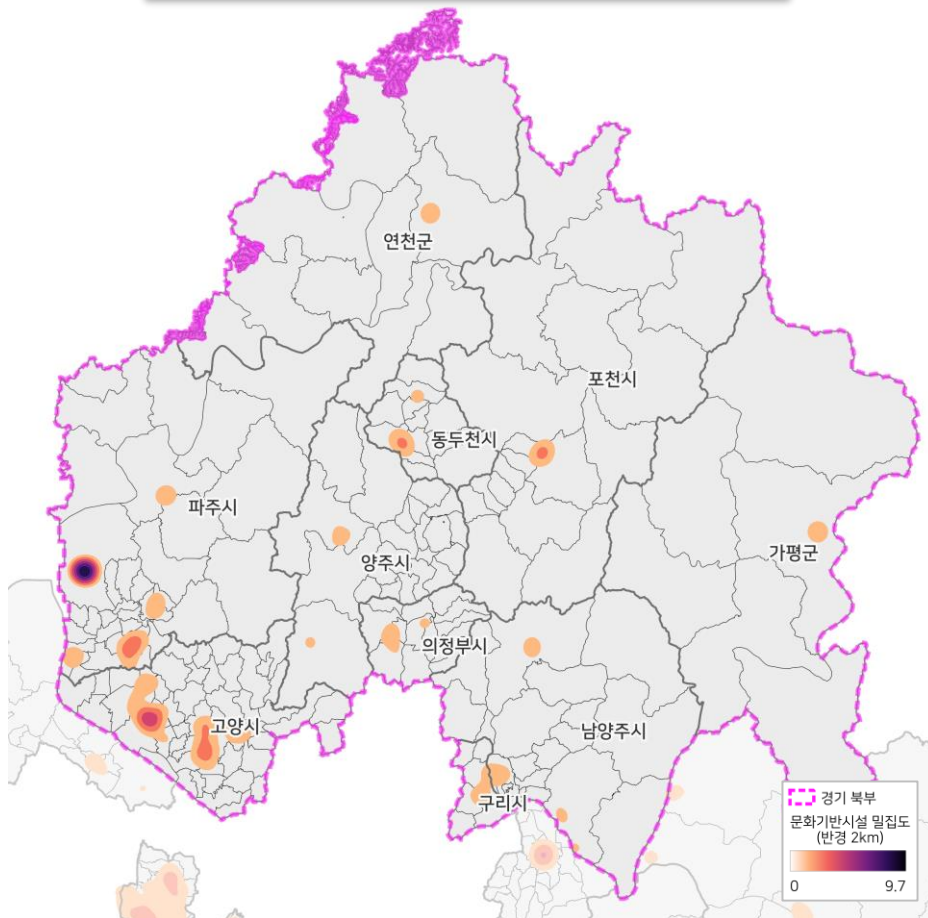 연천군
포천시
동두천시
파주시
양주시
가평군
의정부시
고양시
남양주시
구리시
경기 북부
문화기반시설 밀집도
(반경 2km)
0 9.7